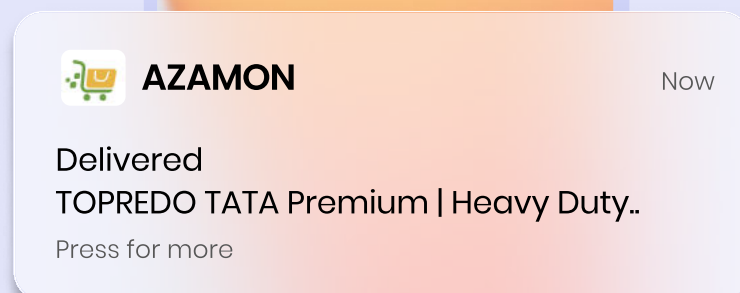 AZAMON
Now
Delivered
TOPREDO TATA Premium | Heavy Duty..
Press for more